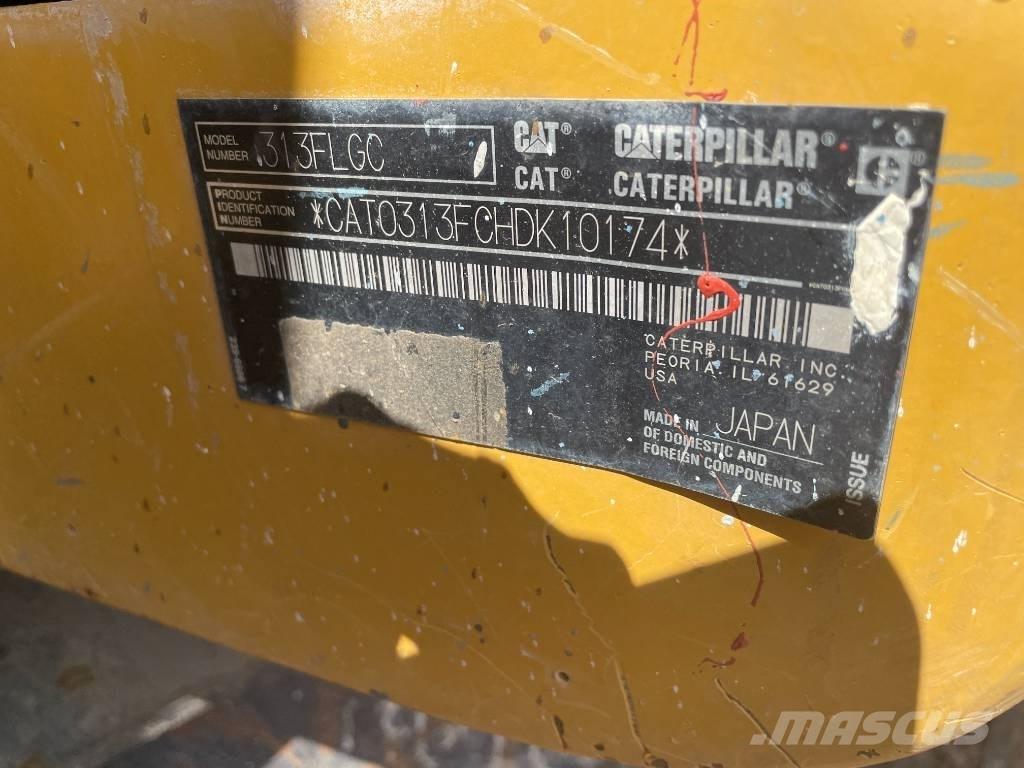 MODEL NUMBER 313FLGC
CAT® CATERPILLAR®
CAT® CATERPILLAR®
PRODUCT IDENTIFICATION NUMBER *CAT0313FCHDK10174*
CATERPILLAR INC.
PEORIA IL 61629
USA
MADE IN JAPAN
OF DOMESTIC AND
FOREIGN COMPONENTS
ISSUE
MASCUS